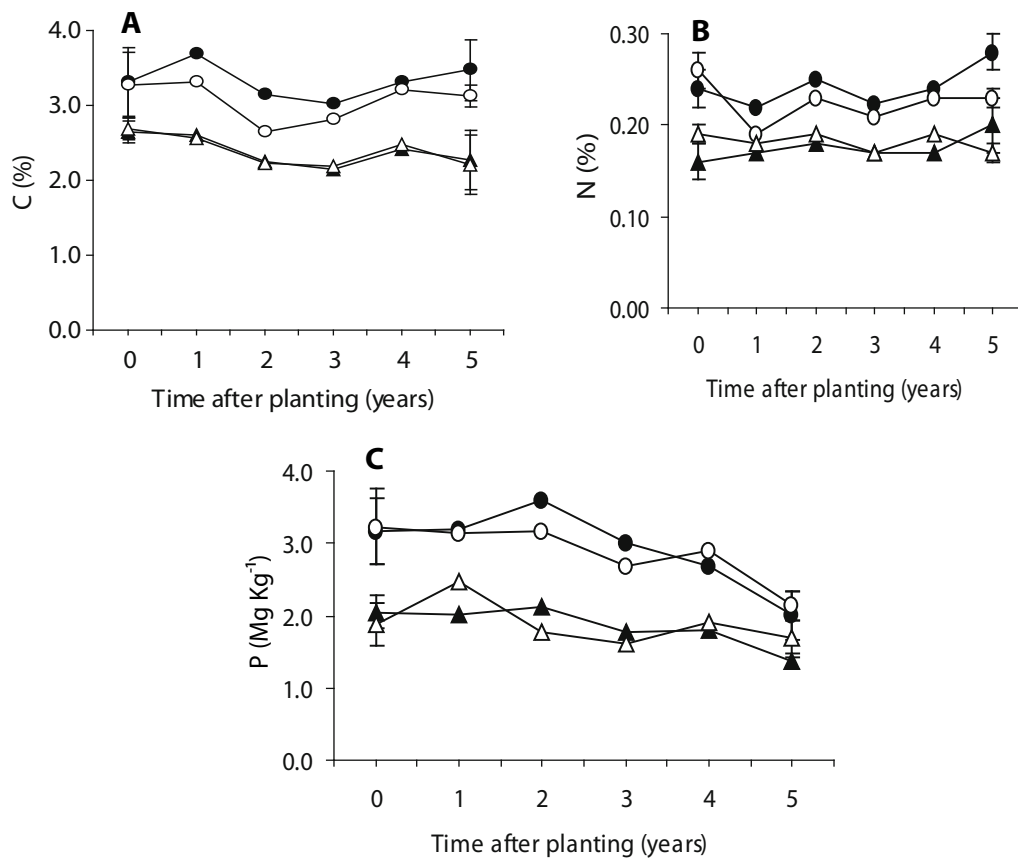 A
4.0
3.0
2.0
1.0
0.0
C (%)
0 1 2 3 4 5
Time after planting (years)
B
0.30
0.20
0.10
0.00
N (%)
0 1 2 3 4 5
Time after planting (years)
C
4.0
3.0
2.0
1.0
0.0
P (Mg Kg⁻¹)
0 1 2 3 4 5
Time after planting (years)